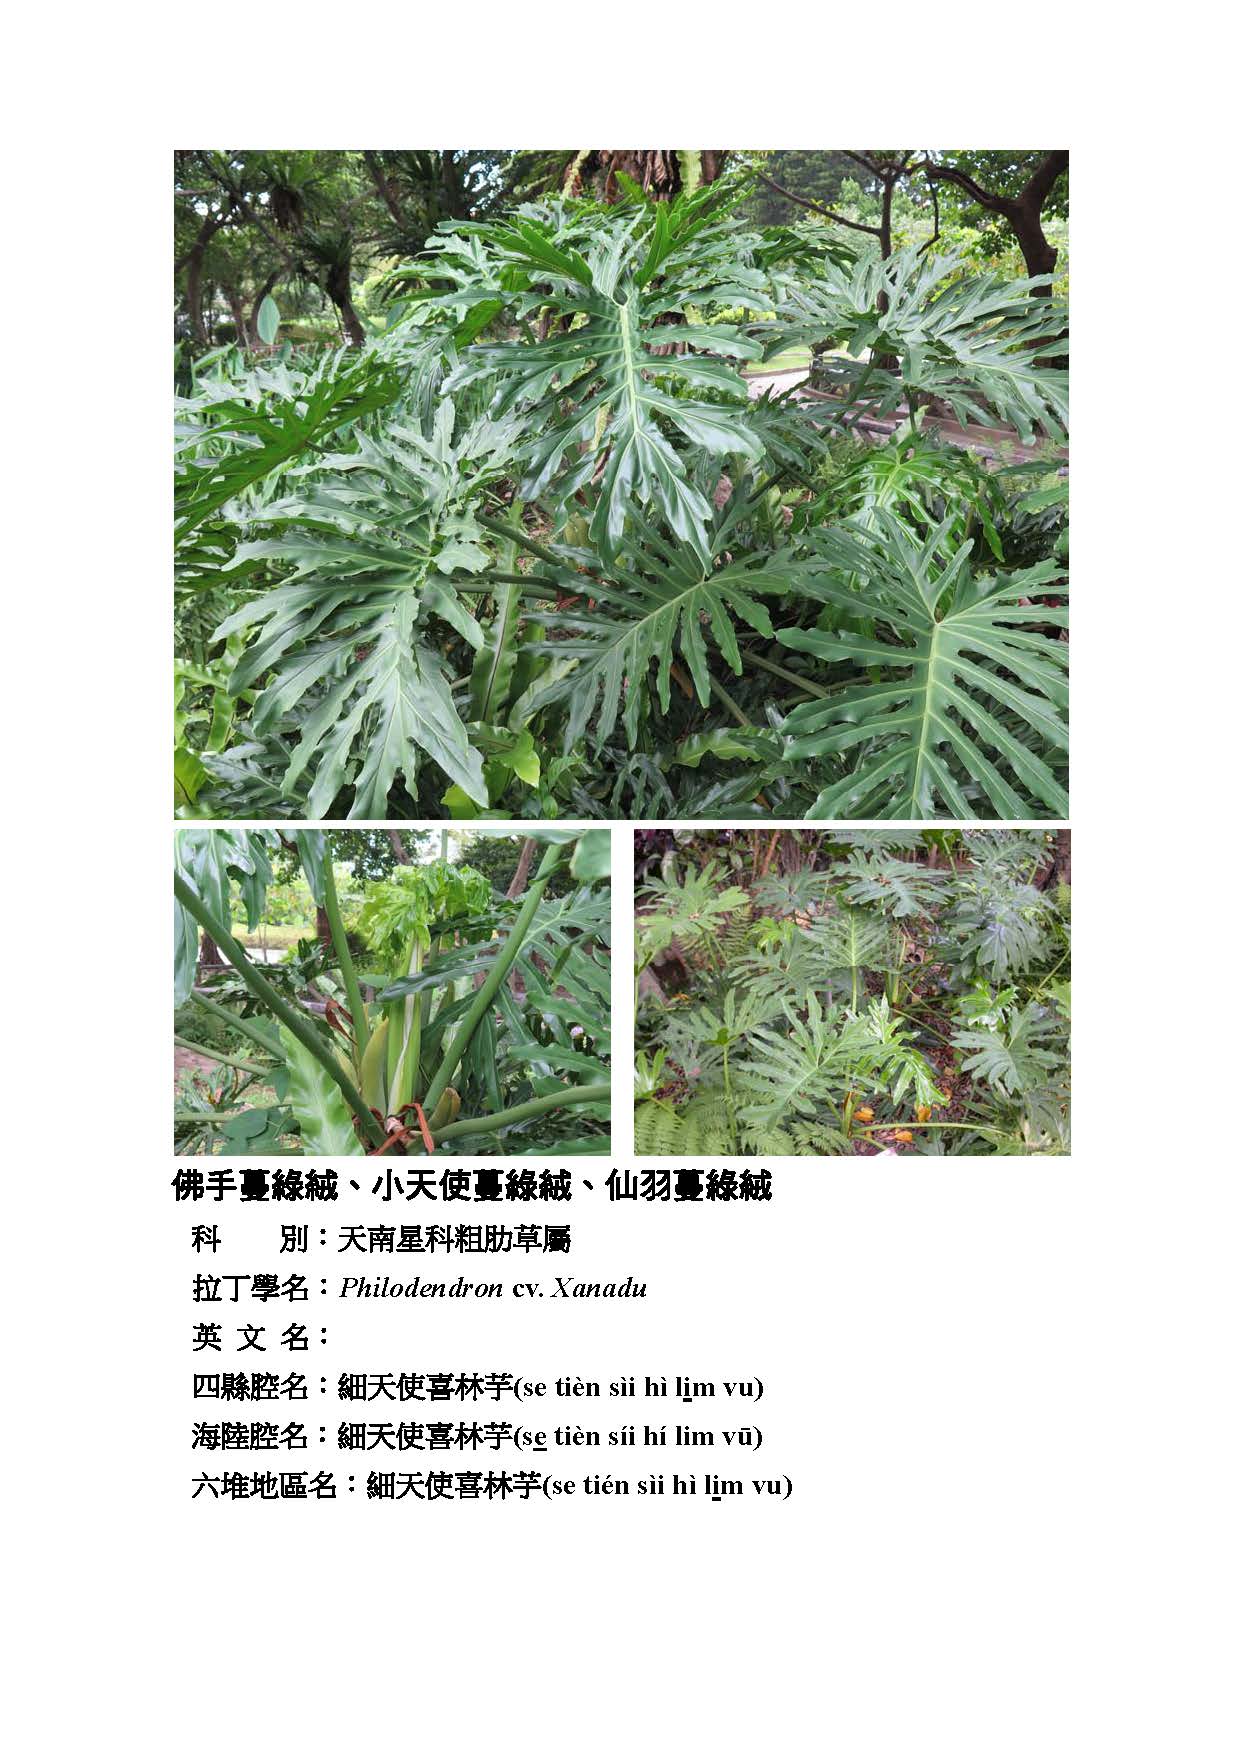 佛手蔓綠絨、小天使蔓綠絨、仙羽蔓綠絨
科　　別：天南星科粗肋草屬
拉丁學名：Philodendron cv. Xanadu
英 文 名：
四縣腔名：細天使喜林芋(se tièn sìi hì li̱m vu)
海陸腔名：細天使喜林芋(se̱ tièn síi hí lim vū)
六堆地區名：細天使喜林芋(se tién sìi hì li̱m vu)